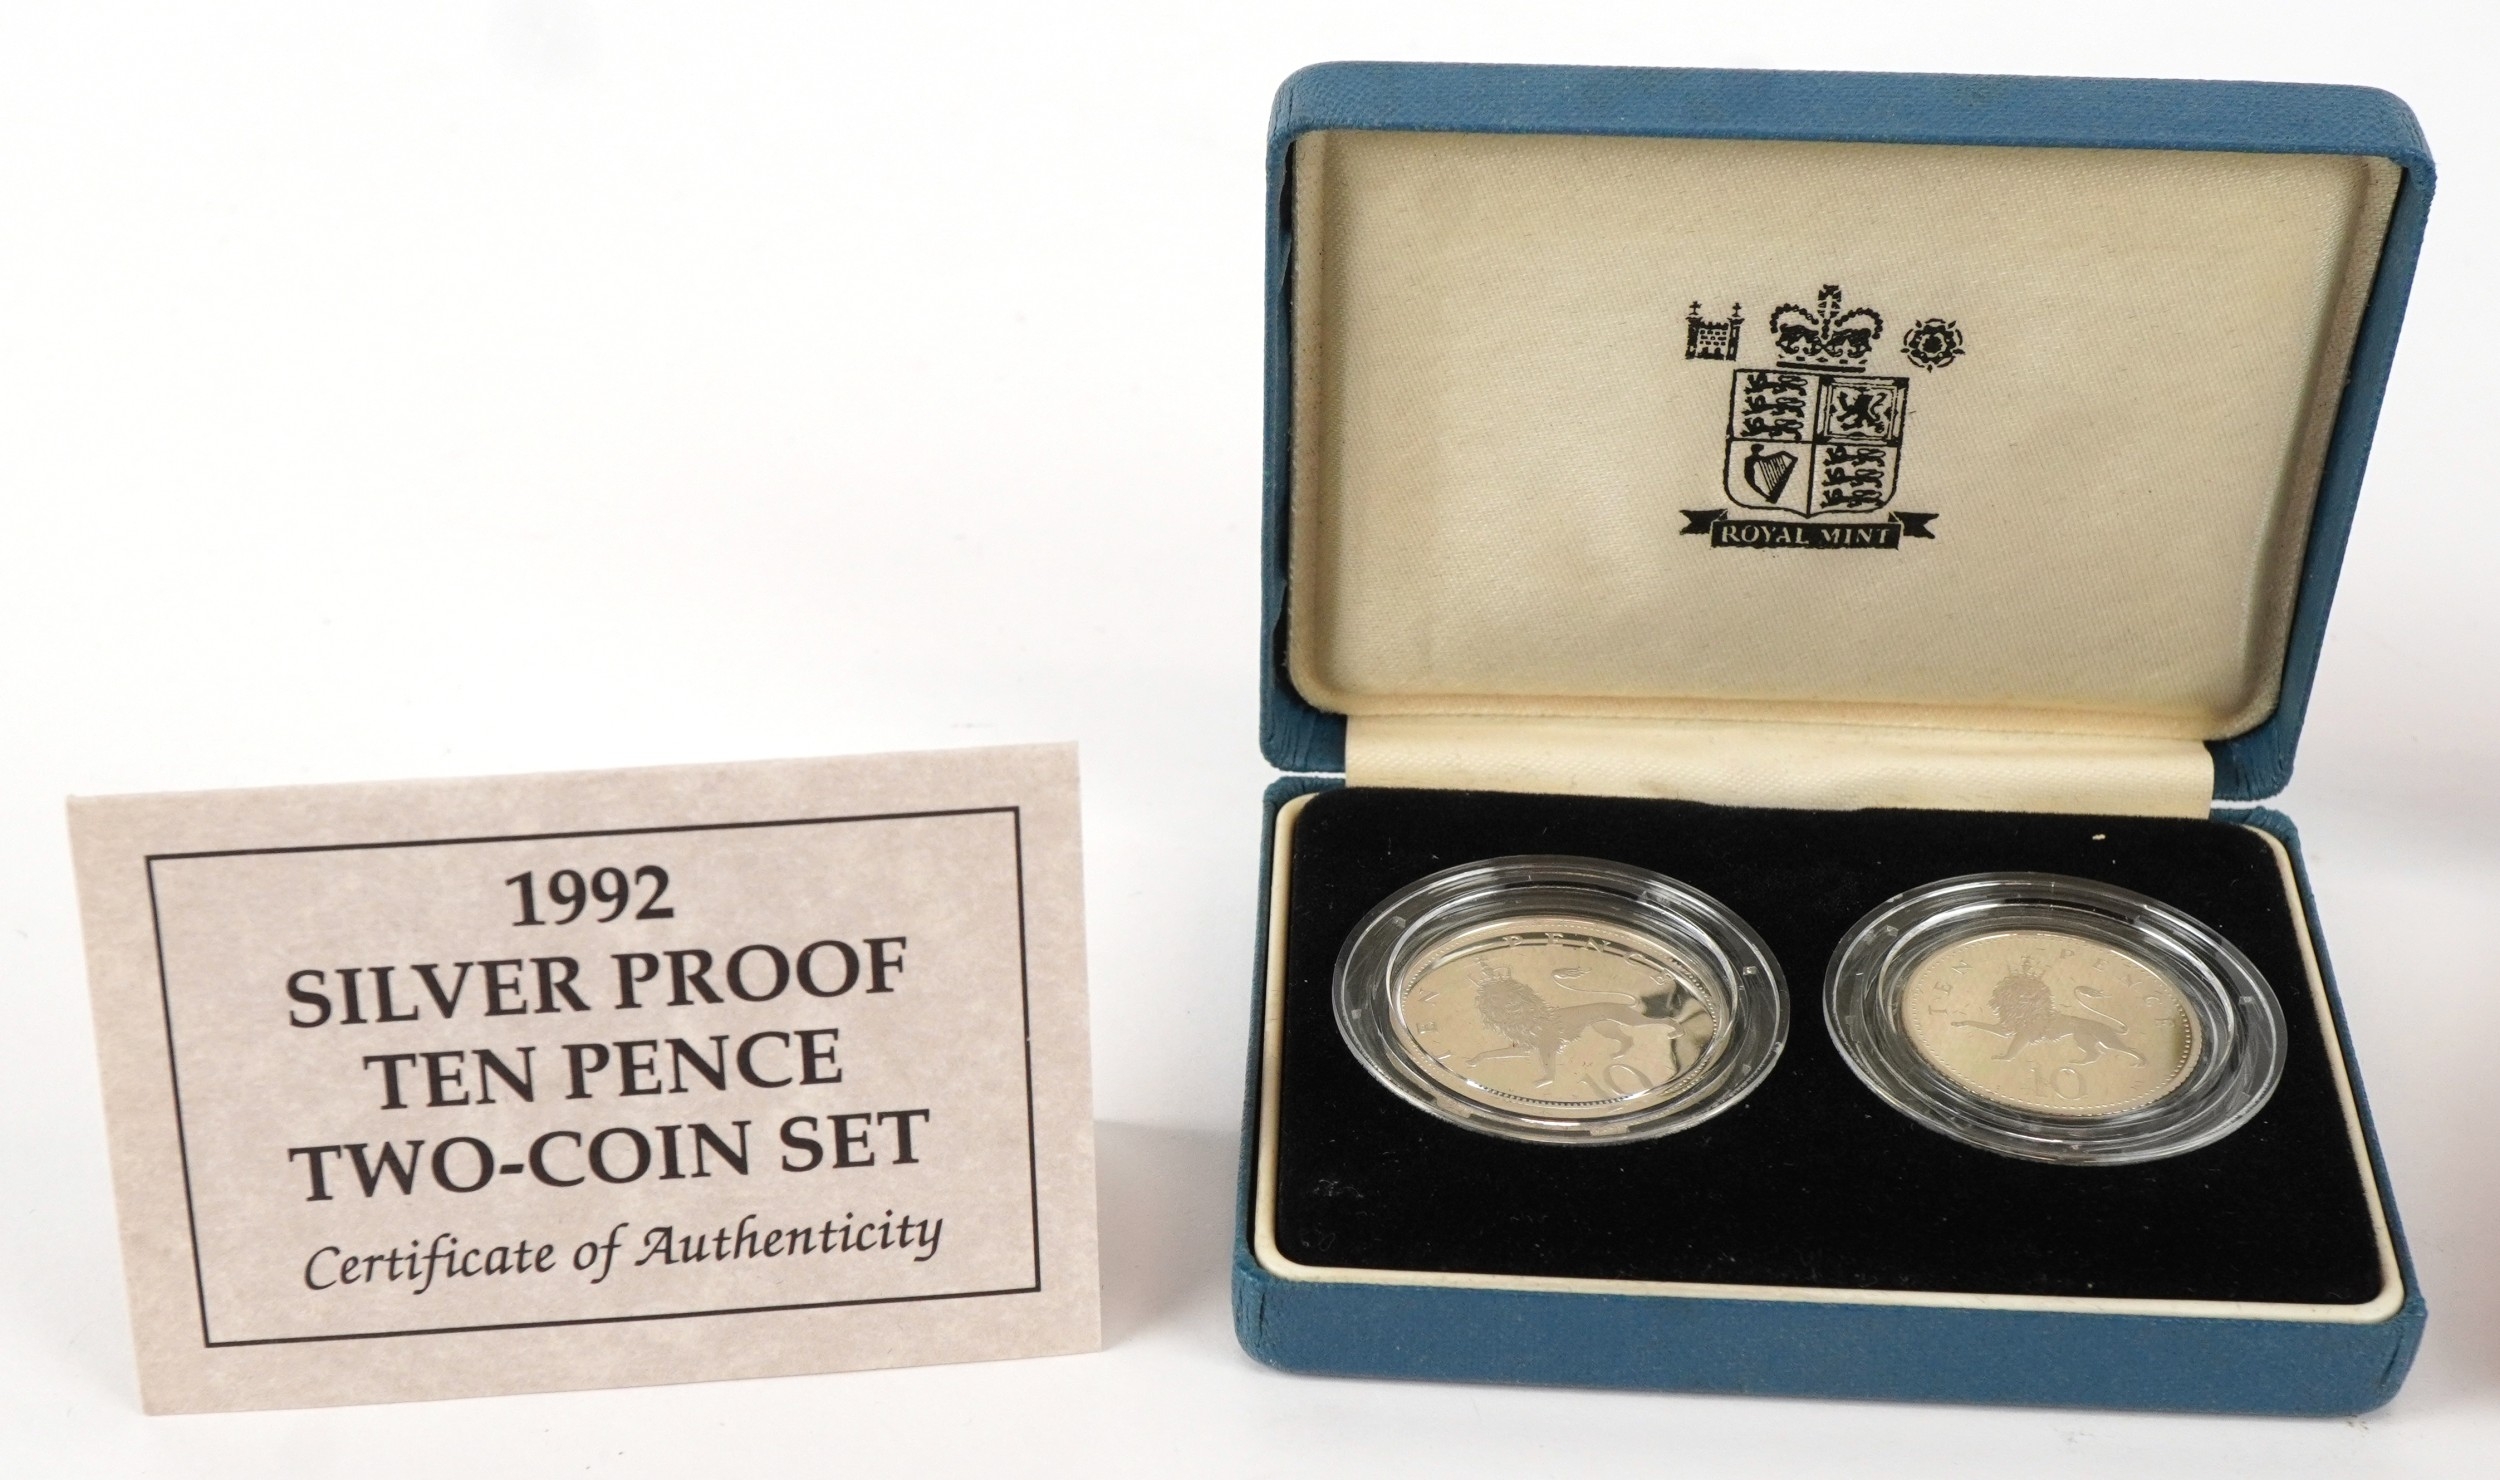 1992
SILVER PROOF
TEN PENCE
TWO-COIN SET
Certificate of Authenticity
ROYAL MINT
TEN PENCE
10
TEN PENCE
10